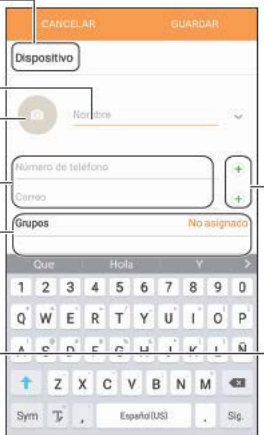 CANCELAR GUARDAR
Dispositivo
Nombre
Número de teléfono
Correo
Grupos No asignado
Que Hola Y
1 2 3 4 5 6 7 8 9 0
Q W E R T Y U I O P
A S D F G H J K L Ñ
Z X C V B N M
Sym , Español(US) . Sig.